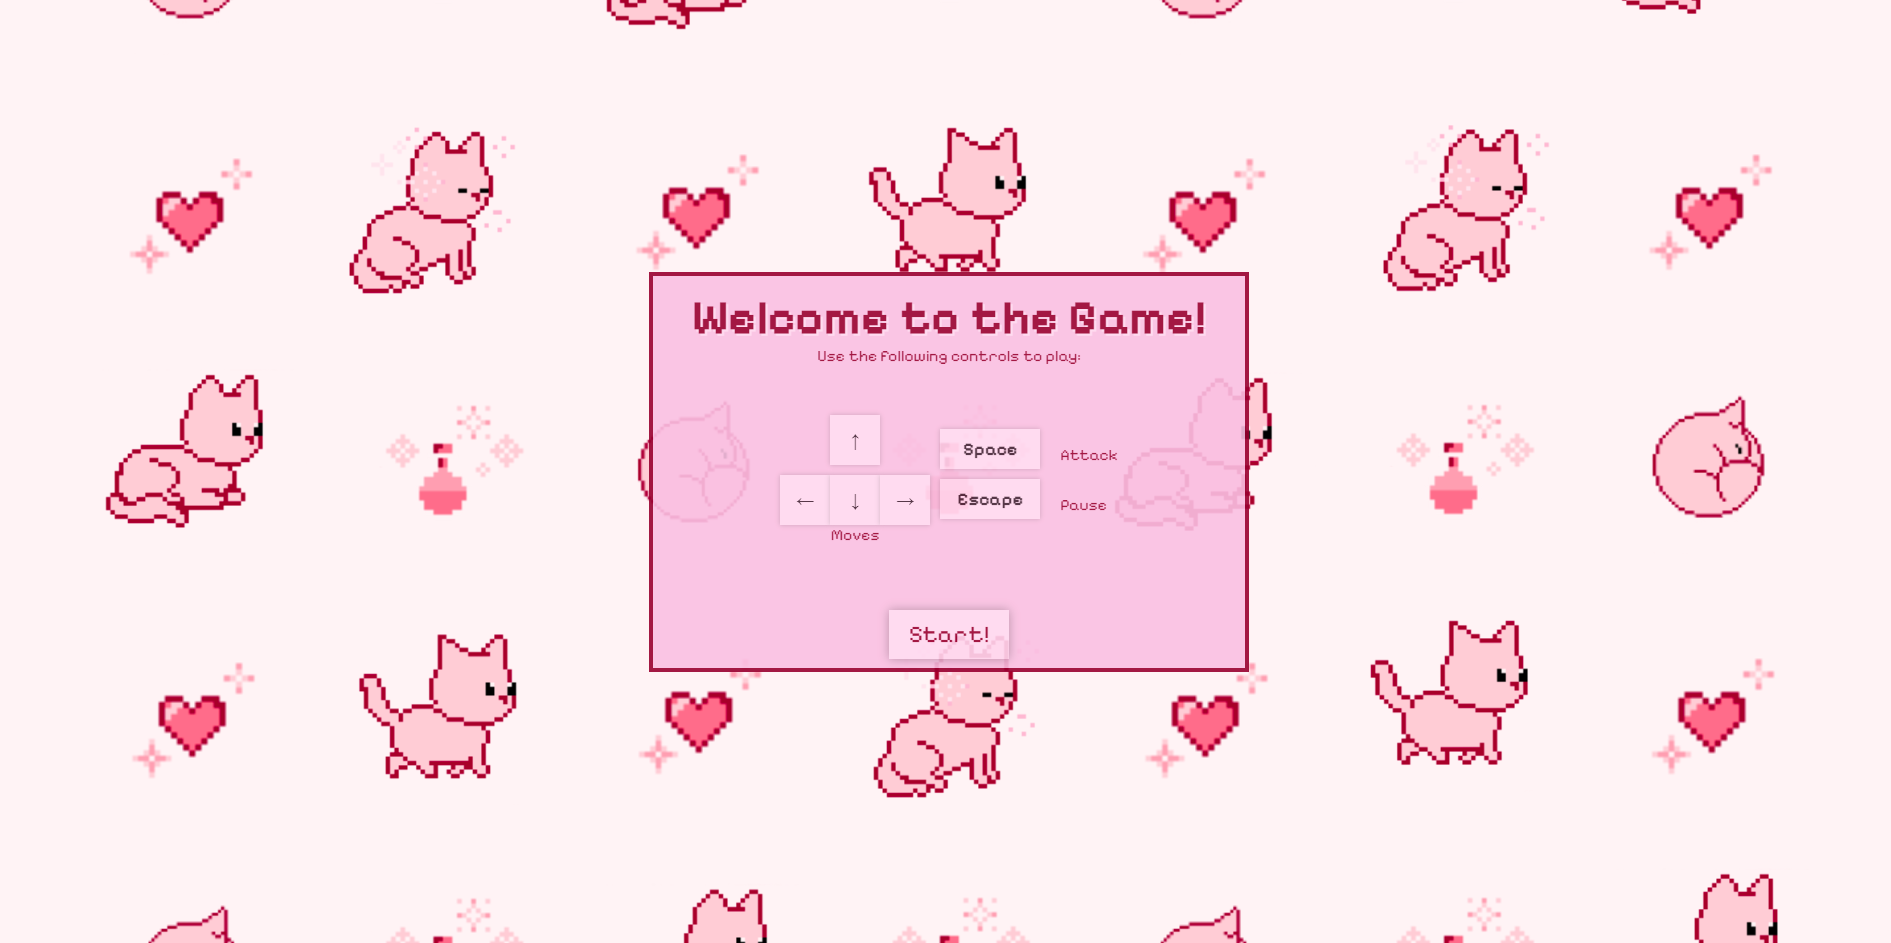 Welcome to the Game!
Use the following controls to play:
↑
Space Attack
← ↓ → Escape Pause
Moves
Start!